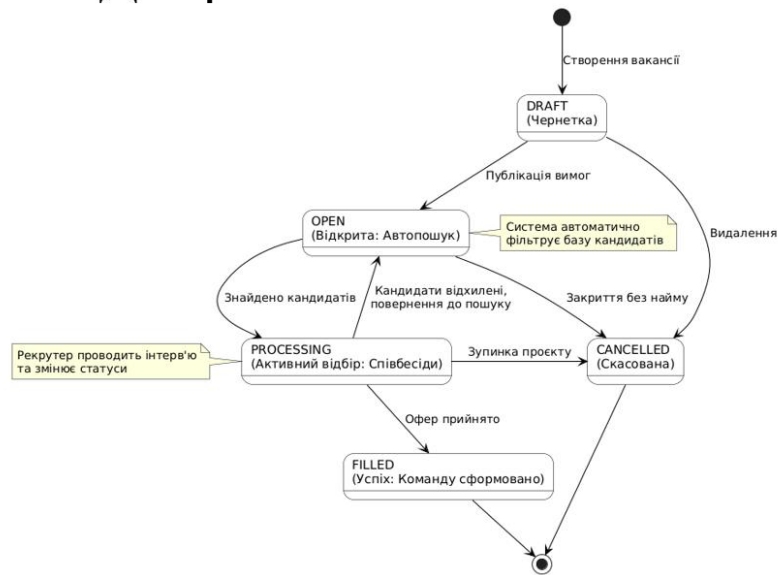 Створення вакансії
DRAFT
(Чернетка)
Публікація вимог
OPEN
(Відкрита: Автопошук)
Система автоматично
фільтрує базу кандидатів
Видалення
Знайдено кандидатів
Кандидати відхилені,
повернення до пошуку
Закриття без найму
Рекрутер проводить інтерв'ю
та змінює статуси
PROCESSING
(Активний відбір: Співбесіди)
Зупинка проєкту
CANCELLED
(Скасована)
Офер прийнято
FILLED
(Успіх: Команду сформовано)